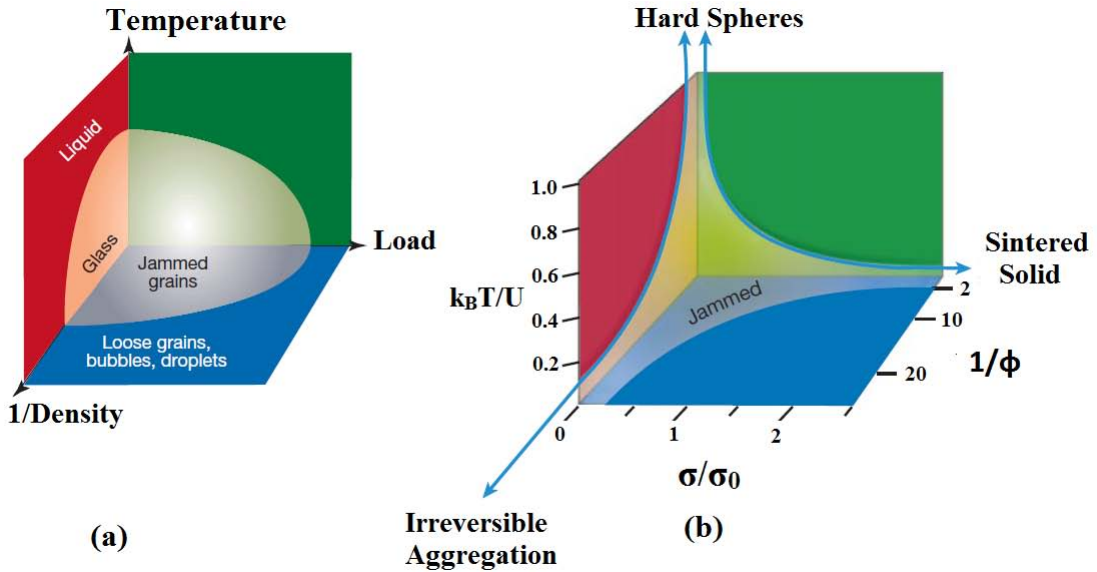 Temperature
Liquid
Glass
Jammed
grains
Load
Loose grains,
bubbles, droplets
1/Density
(a)
Hard Spheres
1.0
0.8
0.6
0.4
0.2
k_BT/U
Jammed
Sintered
Solid
2
10
20
1/ϕ
0
1
2
σ/σ₀
Irreversible
Aggregation
(b)